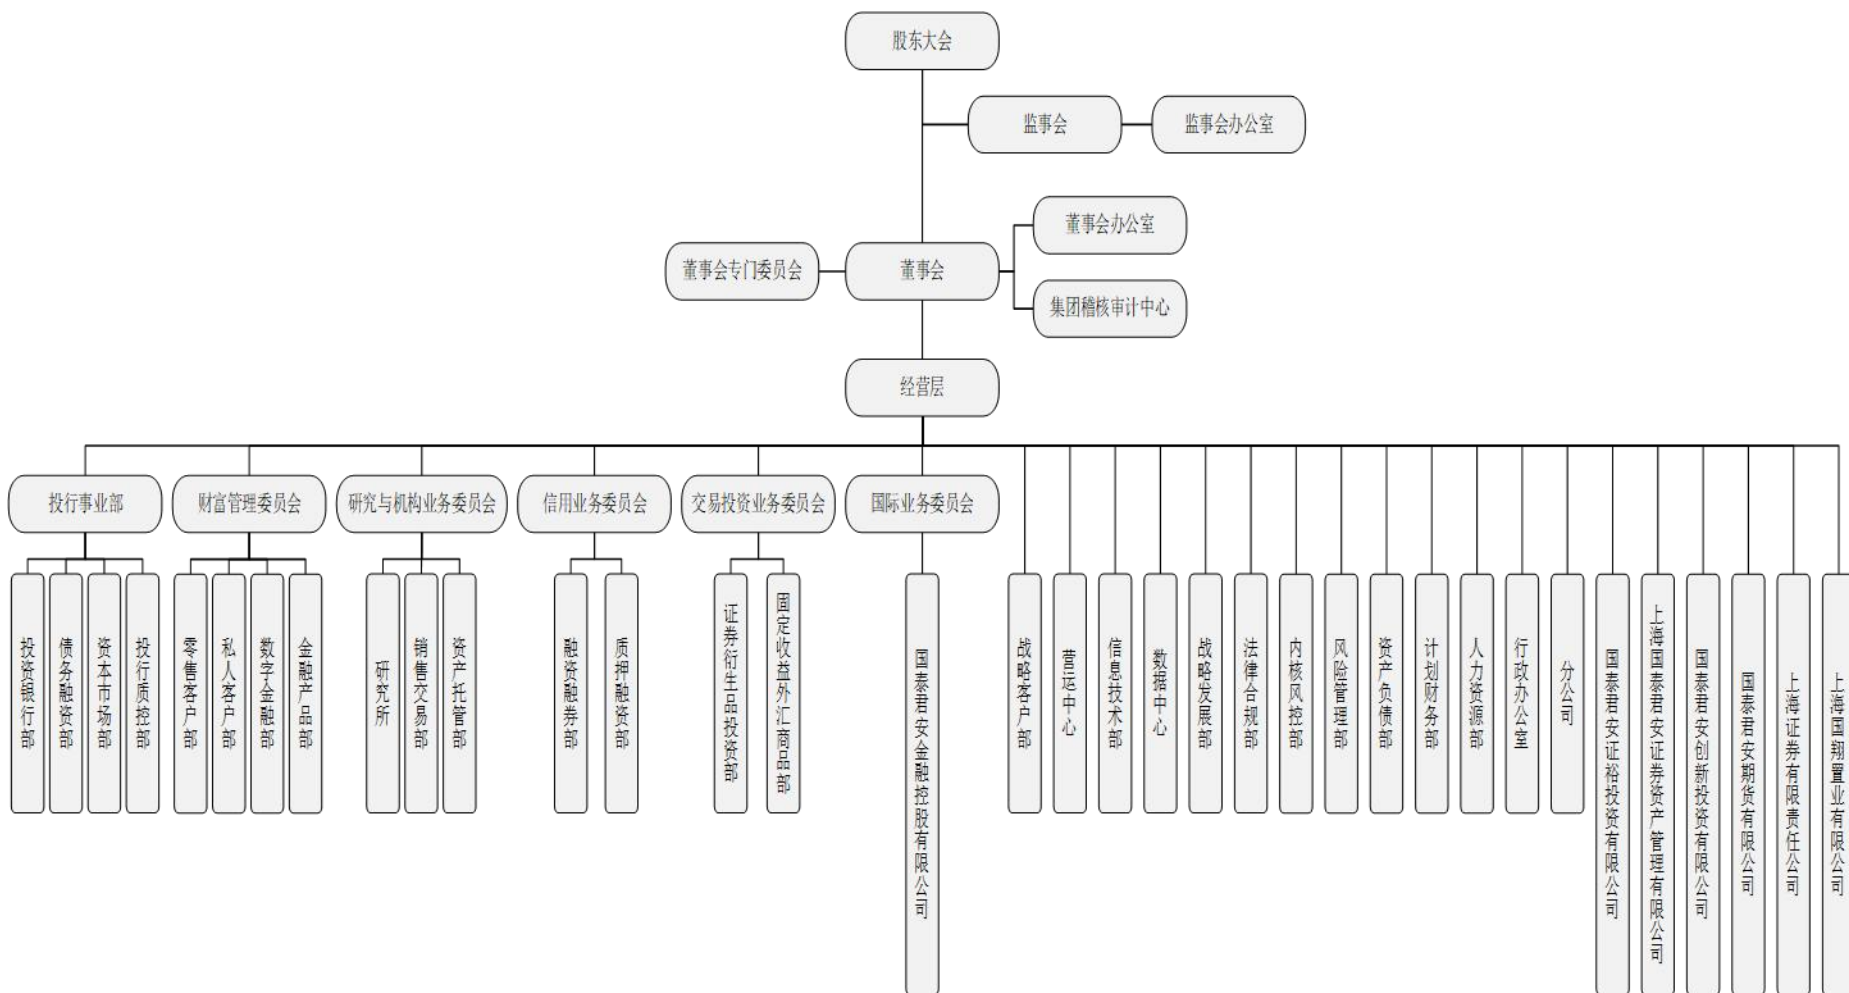 股东大会
监事会
监事会办公室
董事会办公室
董事会专门委员会
董事会
集团稽核审计中心
经营层
投行事业部
财富管理委员会
研究与机构业务委员会
信用业务委员会
交易投资业务委员会
国际业务委员会
投资银行部
债务融资部
资本市场部
投行质控部
零售客户部
私人客户部
数字金融部
金融产品部
研究所
销售交易部
资产托管部
融资融券部
质押融资部
证券衍生品投资部
固定收益外汇商品部
国泰君安金融控股有限公司
战略客户部
营运中心
信息技术部
数据中心
战略发展部
法律合规部
内核风控部
风险管理部
资产负债部
计划财务部
人力资源部
行政办公室
分公司
国泰君安证裕投资有限公司
上海国泰君安证券资产管理有限公司
国泰君安创新投资有限公司
国泰君安期货有限公司
上海证券有限责任公司
上海国翔置业有限公司